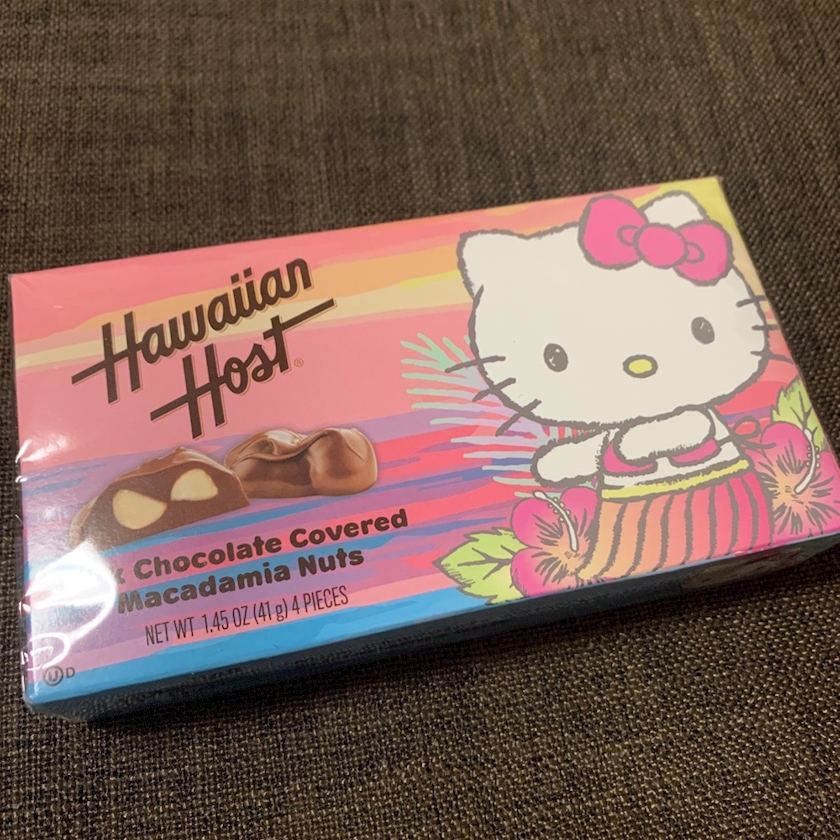 Hawaiian
Host®
Chocolate Covered
Macadamia Nuts
NET WT 1.45 OZ (41 g) 4 PIECES
U D